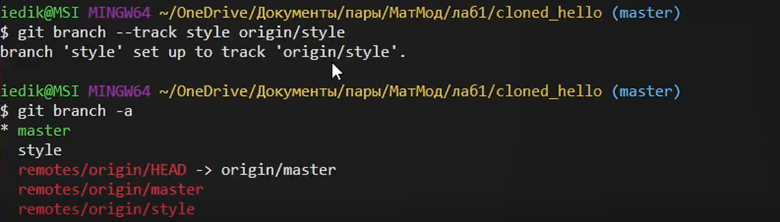 iedik@MSI MINGW64 ~/OneDrive/Документы/пары/МатМод/ла61/cloned_hello (master)
$ git branch --track style origin/style
branch 'style' set up to track 'origin/style'.
iedik@MSI MINGW64 ~/OneDrive/Документы/пары/МатМод/ла61/cloned_hello (master)
$ git branch -a
* master
style
remotes/origin/HEAD -> origin/master
remotes/origin/master
remotes/origin/style